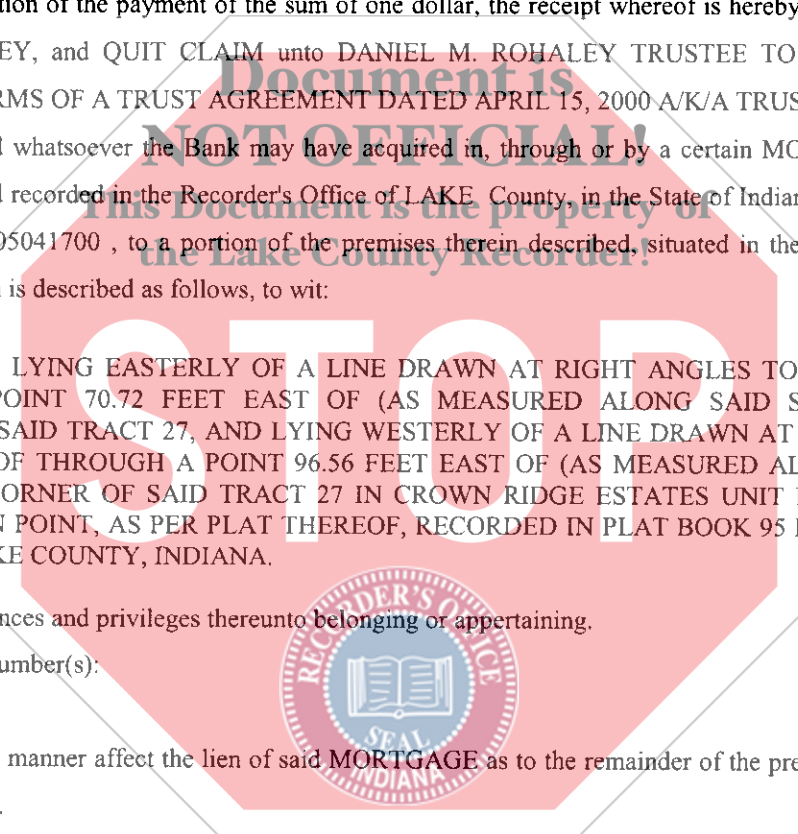 tion of the payment of the sum of one dollar, the receipt whereof is hereby
EY, and QUIT CLAIM unto DANIEL M. ROHALEY TRUSTEE TO
Document is
RMS OF A TRUST AGREEMENT DATED APRIL 15, 2000 A/K/A TRUS
NOT OFFICIAL!
whatsoever the Bank may have acquired in, through or by a certain MO
recorded in the Recorder's Office of LAKE County, in the State of Indian
This Document is the property of
05041700 , to a portion of the premises therein described, situated in the
the Lake County Recorder!
is described as follows, to wit:
STOP
LYING EASTERLY OF A LINE DRAWN AT RIGHT ANGLES TO
POINT 70.72 FEET EAST OF (AS MEASURED ALONG SAID S
SAID TRACT 27, AND LYING WESTERLY OF A LINE DRAWN AT
OF THROUGH A POINT 96.56 FEET EAST OF (AS MEASURED AL
ORNER OF SAID TRACT 27 IN CROWN RIDGE ESTATES UNIT
N POINT, AS PER PLAT THEREOF, RECORDED IN PLAT BOOK 95
KE COUNTY, INDIANA.
nces and privileges thereunto belonging or appertaining.
umber(s):
RECORDER'S OFFICE
SEAL
INDIANA
manner affect the lien of said MORTGAGE as to the remainder of the pre